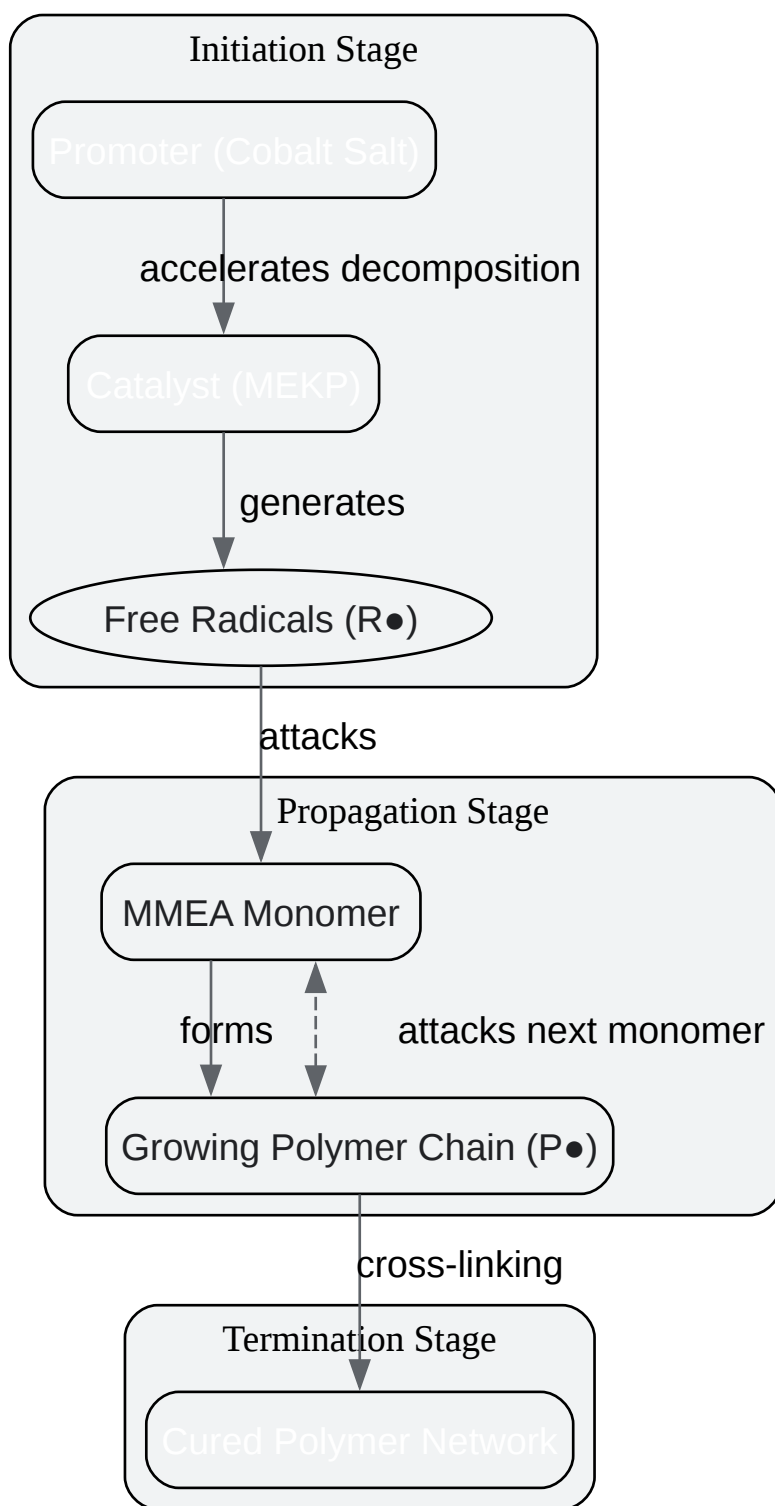 Initiation Stage
Promoter (Cobalt Salt)
accelerates decomposition
Catalyst (MEKP)
generates
Free Radicals (R●)
attacks
Propagation Stage
MMEA Monomer
forms
attacks next monomer
Growing Polymer Chain (P●)
cross-linking
Termination Stage
Cured Polymer Network